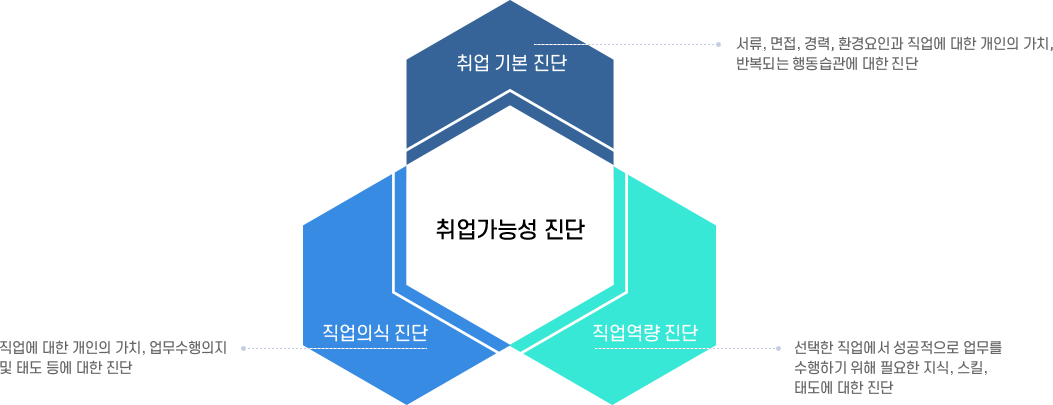 취업 기본 진단
서류, 면접, 경력, 환경요인과 직업에 대한 개인의 가치,
반복되는 행동습관에 대한 진단
취업가능성 진단
직업의식 진단
직업에 대한 개인의 가치, 업무수행의지
및 태도 등에 대한 진단
직업역량 진단
선택한 직업에서 성공적으로 업무를
수행하기 위해 필요한 지식, 스킬,
태도에 대한 진단